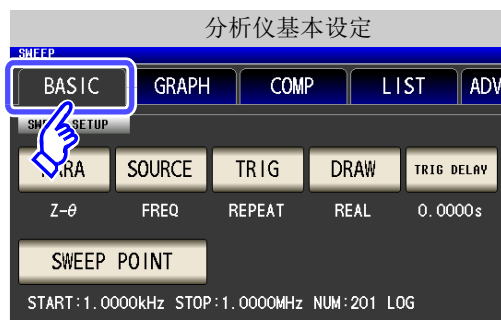 分析仪基本设定
SWEEP
BASIC GRAPH COMP LIST ADV
SETUP
SOURCE TRIG DRAW TRIG DELAY
Z-θ FREQ REPEAT REAL 0.0000s
SWEEP POINT
START:1.0000kHz STOP:1.0000MHz NUM:201 LOG